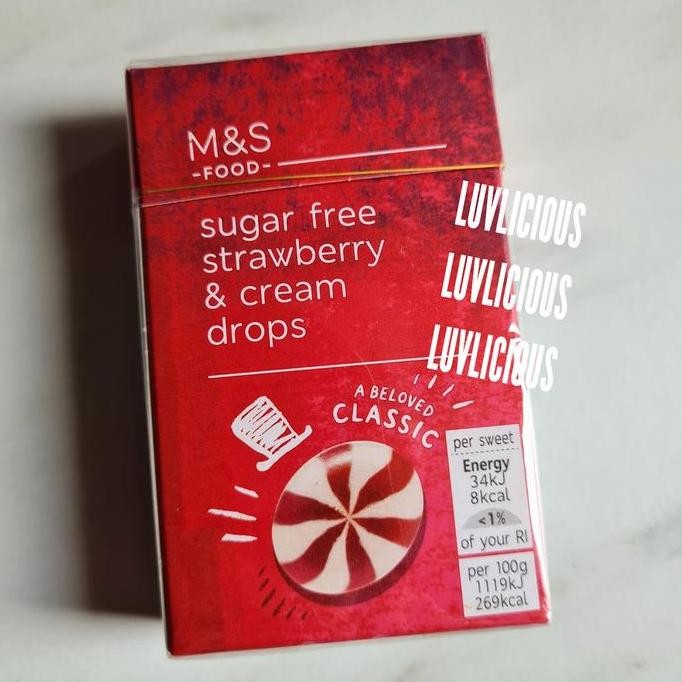 M&S
-FOOD-
sugar free
strawberry
& cream
drops
LUVLICIOUS
LUVLICIOUS
LUVLICIOUS
A BELOVED
CLASSIC
per sweet
Energy
34kJ
8kcal
<1%
of your RI
per 100g
1119kJ
269kcal